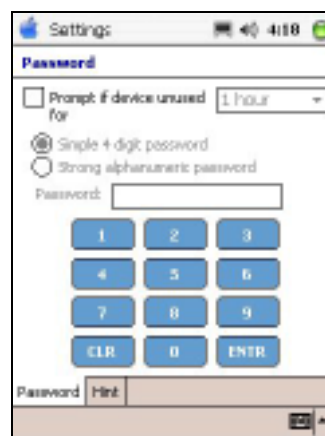 Settings 4:18
Password
Prompt if device unused for
1 hour
Simple 4 digit password
Strong alphanumeric password
Password:
1 2 3
4 5 6
7 8 9
CLR 0 ENTR
Password Hint